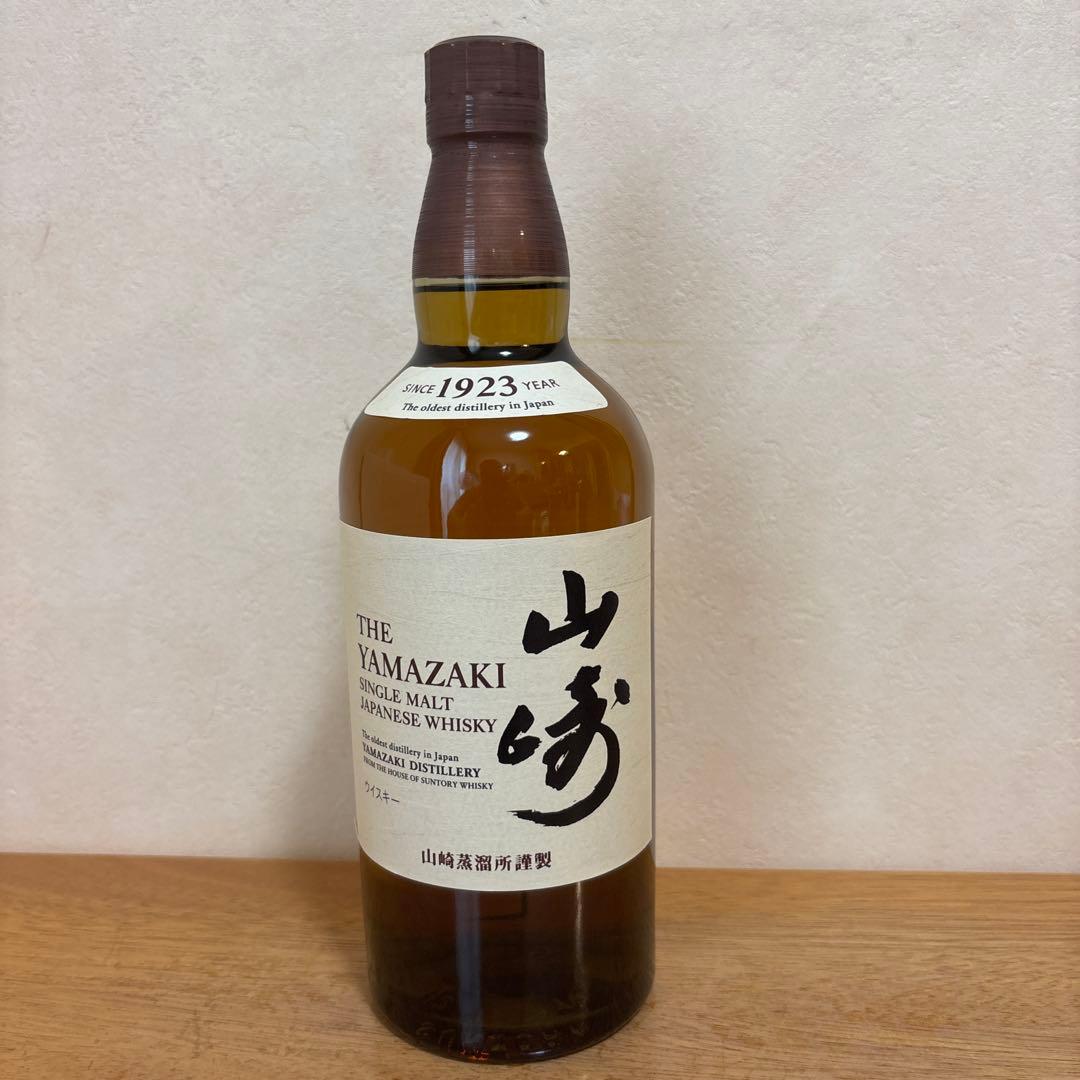 SINCE 1923 YEAR
The oldest distillery in Japan
山崎
THE
YAMAZAKI
SINGLE MALT
JAPANESE WHISKY
The oldest distillery in Japan
YAMAZAKI DISTILLERY
FROM THE HOUSE OF SUNTORY WHISKY
ウイスキー
山崎蒸溜所謹製